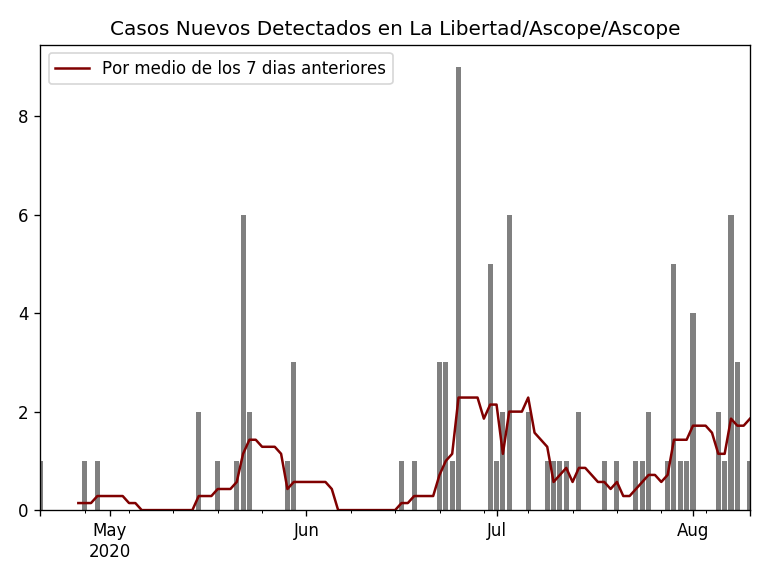 Casos Nuevos Detectados en La Libertad/Ascope/Ascope
Por medio de los 7 dias anteriores
8
6
4
2
0
May
2020
Jun
Jul
Aug